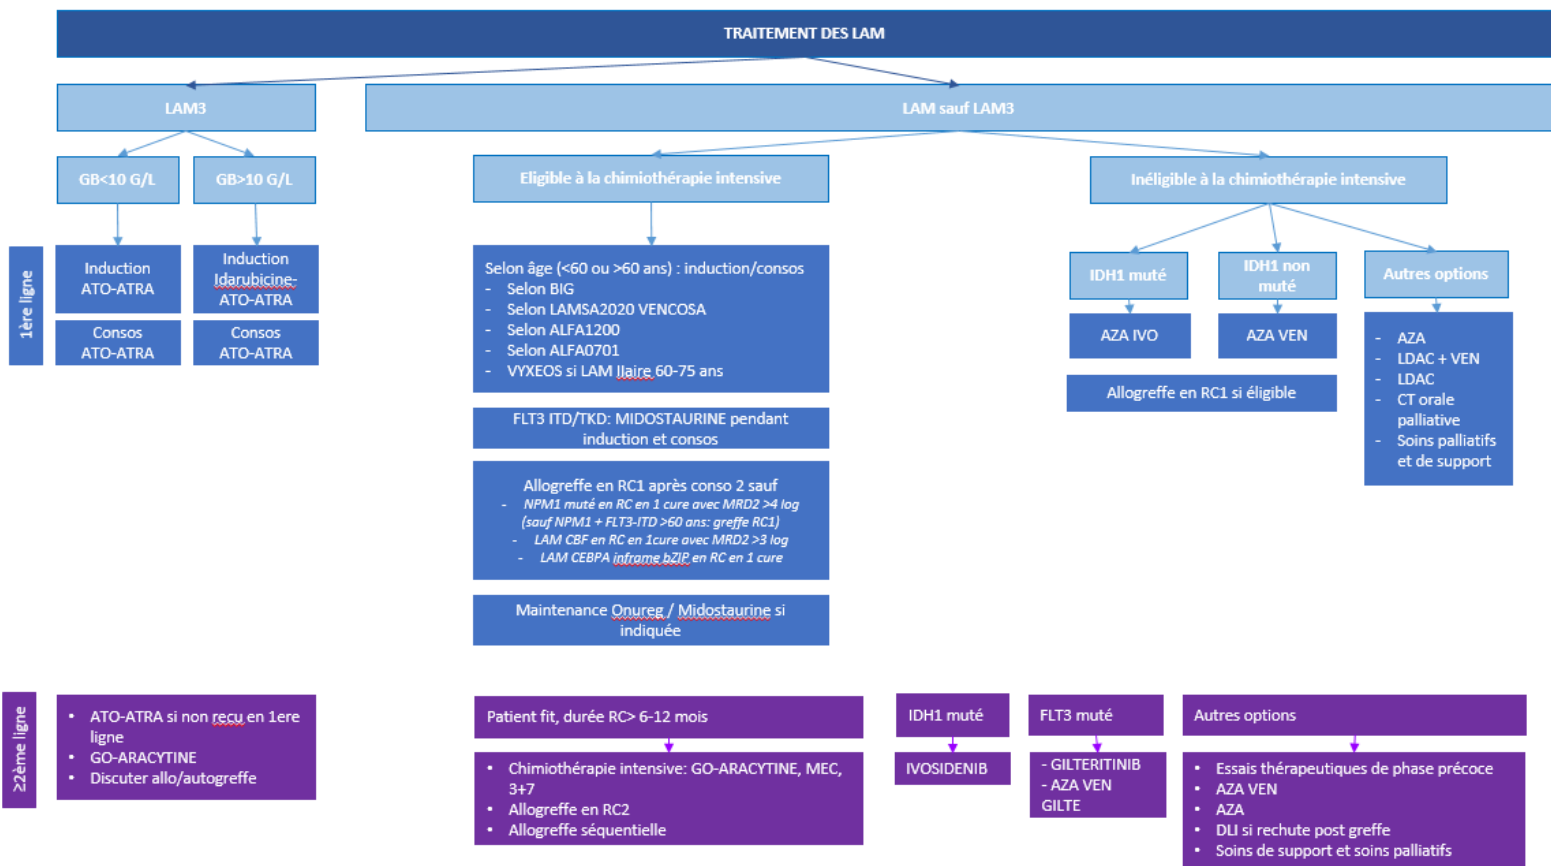 TRAITEMENT DES LAM
LAM3
LAM sauf LAM3
GB<10 G/L
GB>10 G/L
Eligible à la chimiothérapie intensive
Inéligible à la chimiothérapie intensive
1ère ligne
Induction
ATO-ATRA
Induction
Idarubicine-
ATO-ATRA
Consos
ATO-ATRA
Consos
ATO-ATRA
Selon âge (<60 ou >60 ans) : induction/consos
- Selon BIG
- Selon LAMSA2020 VENCOSA
- Selon ALFA1200
- Selon ALFA0701
- VYXEOS si LAM IIaire 60-75 ans
FLT3 ITD/TKD: MIDOSTAURINE pendant
induction et consos
Allogreffe en RC1 après conso 2 sauf
- NPM1 muté en RC en 1 cure avec MRD2 >4 log
(sauf NPM1 + FLT3-ITD >60 ans: greffe RC1)
- LAM CBF en RC en 1cure avec MRD2 >3 log
- LAM CEBPA inframe bZIP en RC en 1 cure
Maintenance Onureg / Midostaurine si
indiquée
IDH1 muté
IDH1 non
muté
Autres options
AZA IVO
AZA VEN
Allogreffe en RC1 si éligible
- AZA
- LDAC + VEN
- LDAC
- CT orale
palliative
- Soins palliatifs
et de support
≥2ème ligne
• ATO-ATRA si non reçu en 1ere
ligne
• GO-ARACYTINE
• Discuter allo/autogreffe
Patient fit, durée RC> 6-12 mois
• Chimiothérapie intensive: GO-ARACYTINE, MEC,
3+7
• Allogreffe en RC2
• Allogreffe séquentielle
IDH1 muté
IVOSIDENIB
FLT3 muté
- GILTERITINIB
- AZA VEN
GILTE
Autres options
• Essais thérapeutiques de phase précoce
• AZA VEN
• AZA
• DLI si rechute post greffe
• Soins de support et soins palliatifs